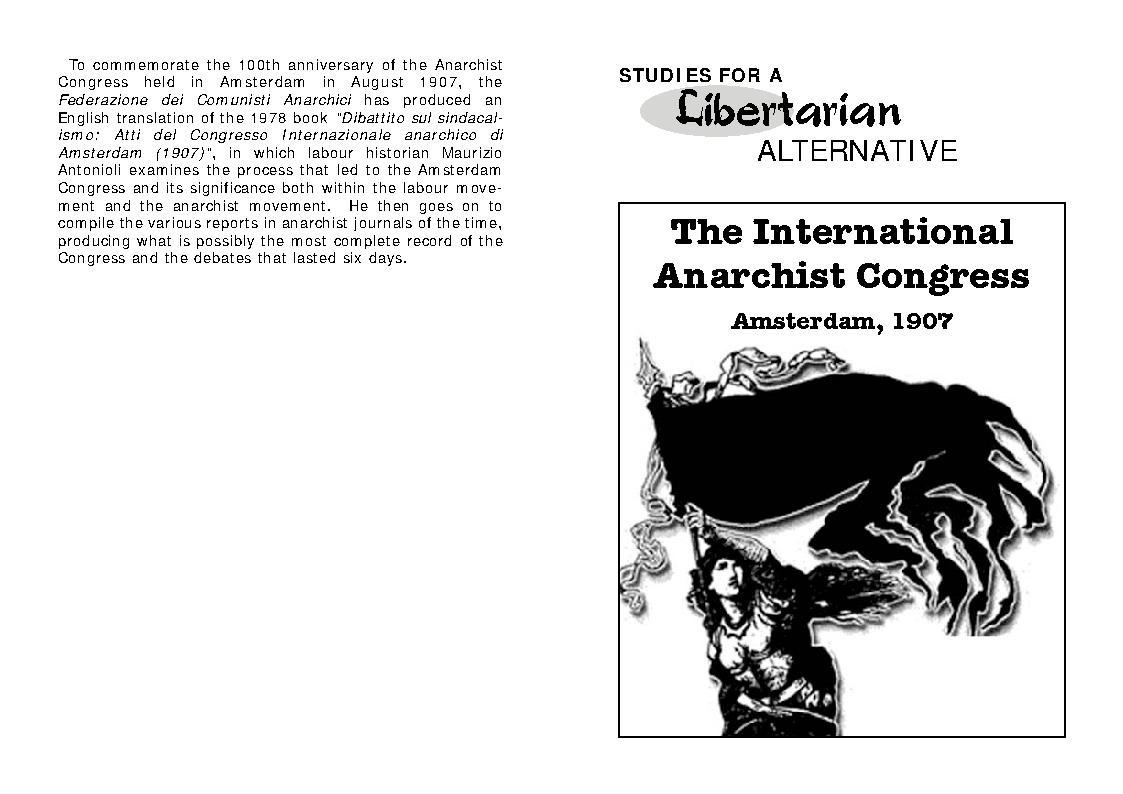 To commemorate the 100th anniversary of the Anarchist
Congress held in Amsterdam in August 1907, the
Federazione dei Comunisti Anarchici has produced an
English translation of the 1978 book "Dibattito sul sindacal-
ismo: Atti del Congresso Internazionale anarchico di
Amsterdam (1907)", in which labour historian Maurizio
Antonioli examines the process that led to the Amsterdam
Congress and its significance both within the labour move-
ment and the anarchist movement. He then goes on to
compile the various reports in anarchist journals of the time,
producing what is possibly the most complete record of the
Congress and the debates that lasted six days.
STUDIES FOR A
Libertarian
ALTERNATIVE
The International
Anarchist Congress
Amsterdam, 1907